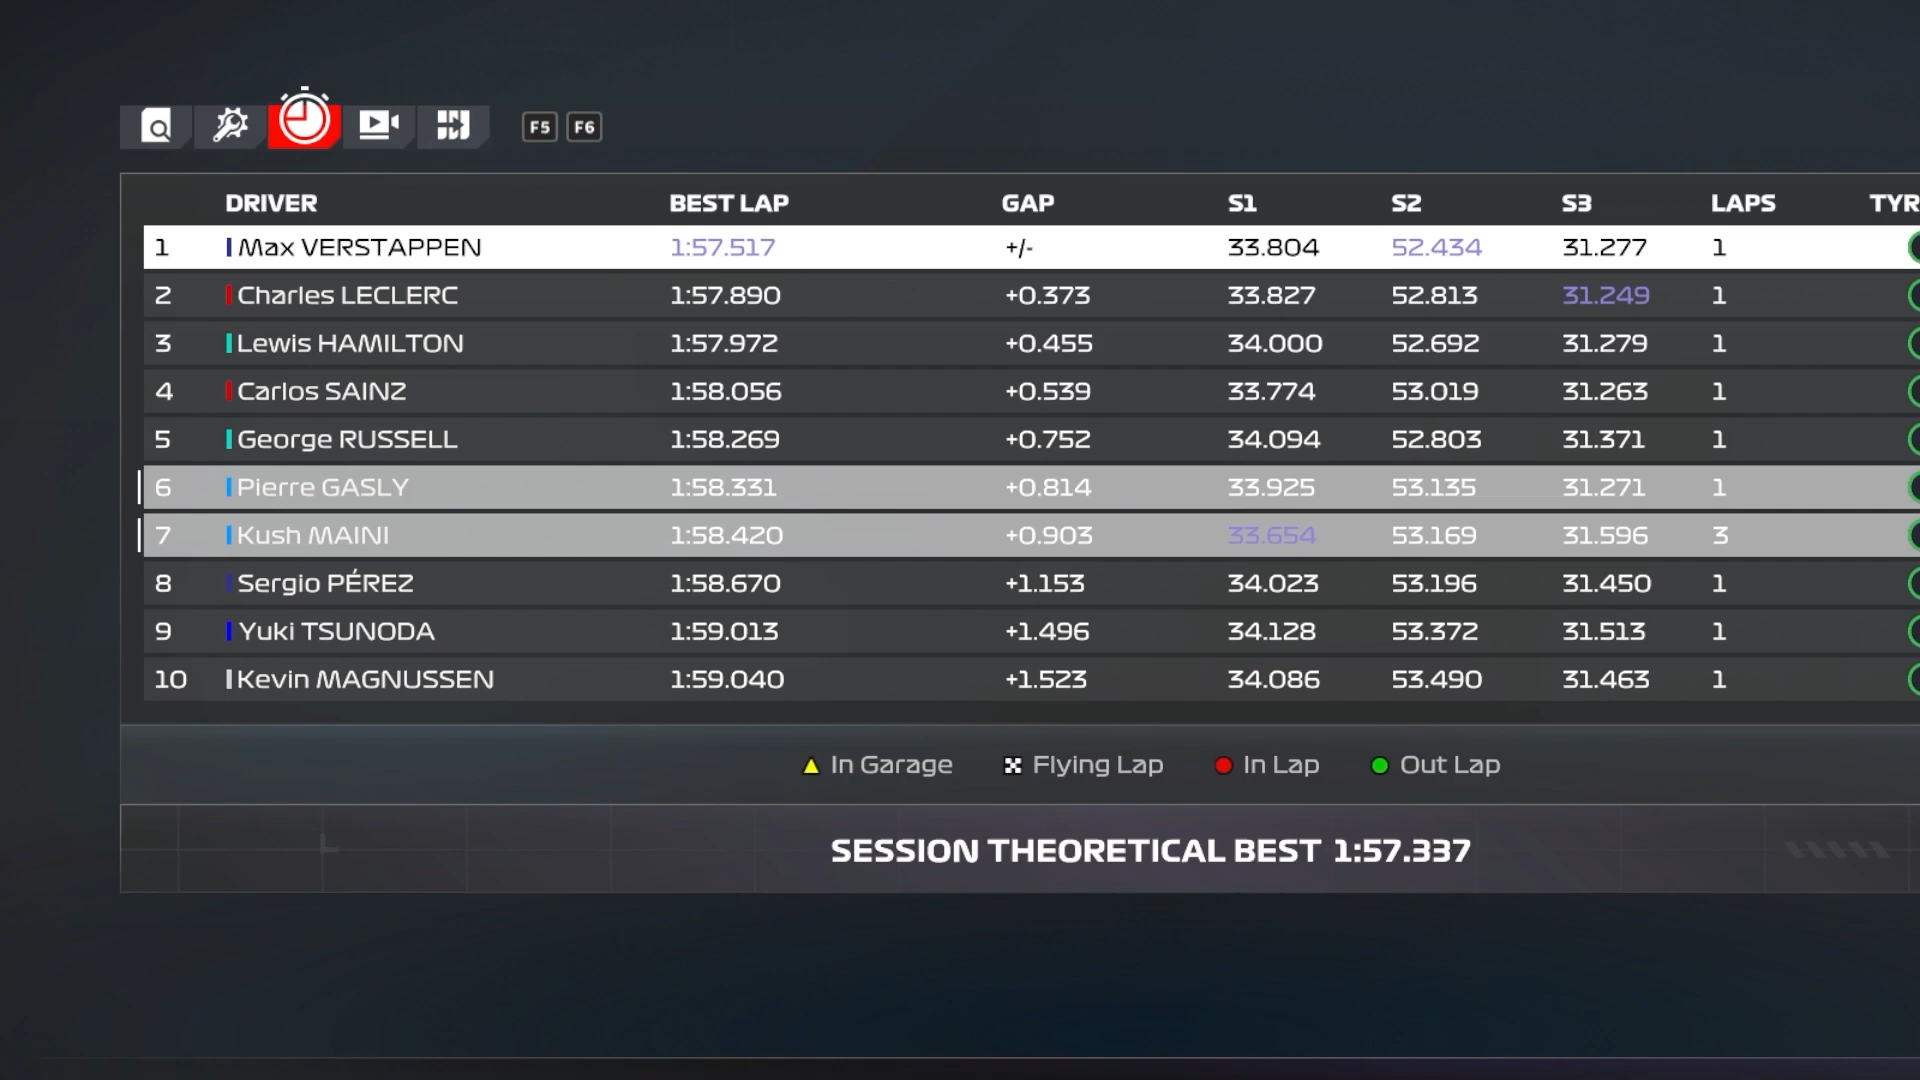 F5 F6
DRIVER BEST LAP GAP S1 S2 S3 LAPS TYR
1 Max VERSTAPPEN 1:57.517 +/- 33.804 52.434 31.277 1
2 Charles LECLERC 1:57.890 +0.373 33.827 52.813 31.249 1
3 Lewis HAMILTON 1:57.972 +0.455 34.000 52.692 31.279 1
4 Carlos SAINZ 1:58.056 +0.539 33.774 53.019 31.263 1
5 George RUSSELL 1:58.269 +0.752 34.094 52.803 31.371 1
6 Pierre GASLY 1:58.331 +0.814 33.925 53.135 31.271 1
7 Kush MAINI 1:58.420 +0.903 33.654 53.169 31.596 3
8 Sergio PÉREZ 1:58.670 +1.153 34.023 53.196 31.450 1
9 Yuki TSUNODA 1:59.013 +1.496 34.128 53.372 31.513 1
10 Kevin MAGNUSSEN 1:59.040 +1.523 34.086 53.490 31.463 1
In Garage Flying Lap In Lap Out Lap
SESSION THEORETICAL BEST 1:57.337